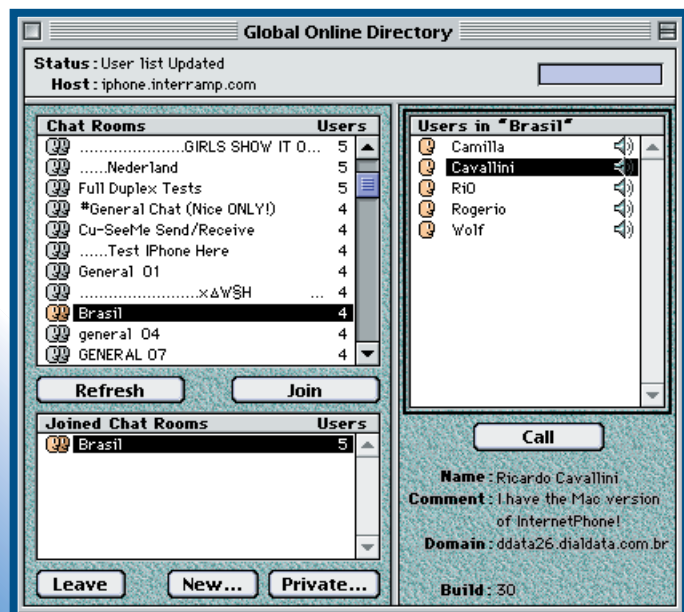 Global Online Directory
Status : User list Updated
Host : iphone.interramp.com
Chat Rooms Users
.....................GIRLS SHOW IT O... 5
......Nederland 5
Full Duplex Tests 5
#General Chat (Nice ONLY!) 4
Cu-SeeMe Send/Receive 4
......Test IPhone Here 4
General 01 4
........................x∆W§H ... 4
Brasil 4
general 04 4
GENERAL 07 4
Refresh Join
Joined Chat Rooms Users
Brasil 5
Leave New... Private...
Users in "Brasil"
Camilla
Cavallini
RiO
Rogerio
Wolf
Call
Name : Ricardo Cavallini
Comment : I have the Mac version
of InternetPhone!
Domain : ddata26.dialdata.com.br
Build : 30